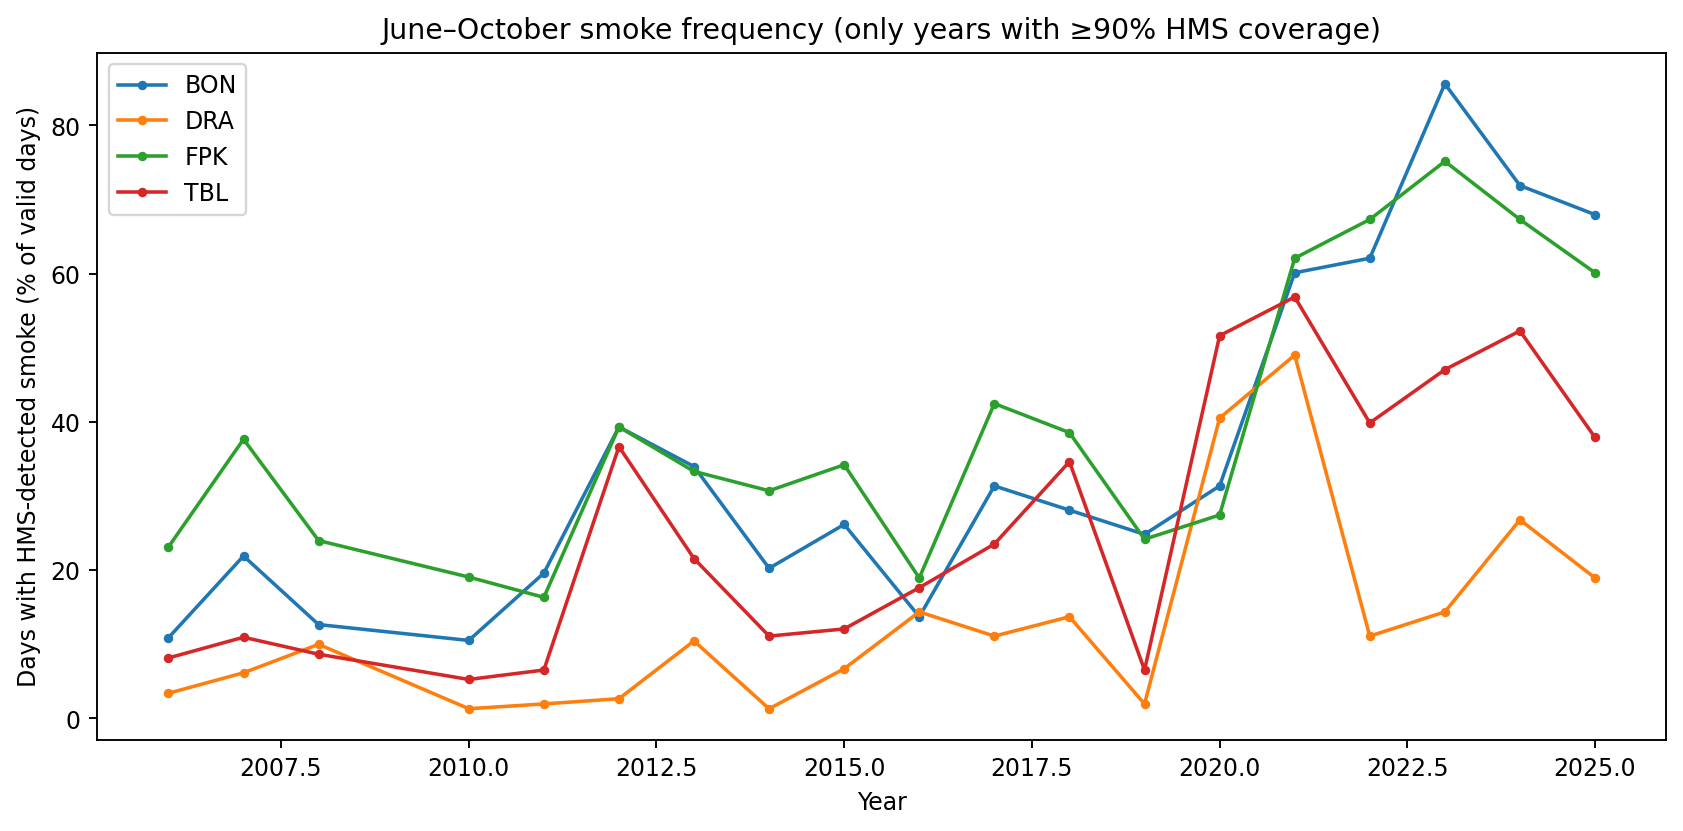 June–October smoke frequency (only years with ≥90% HMS coverage)
BON
DRA
FPK
TBL
Days with HMS-detected smoke (% of valid days)
80
60
40
20
0
2007.5 2010.0 2012.5 2015.0 2017.5 2020.0 2022.5 2025.0
Year